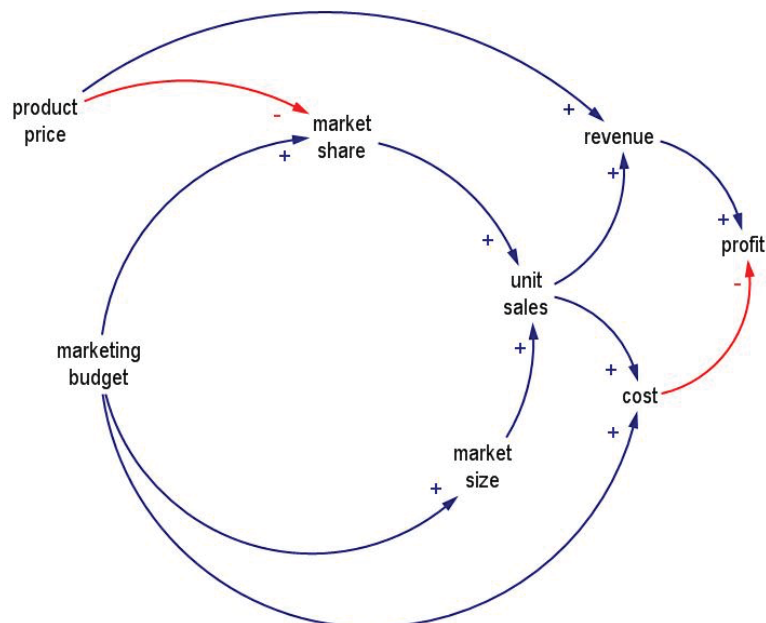 product
price
-
market
share
+
+
revenue
+
+
profit
-
+
unit
sales
+
+
cost
+
marketing
budget
market
size
+